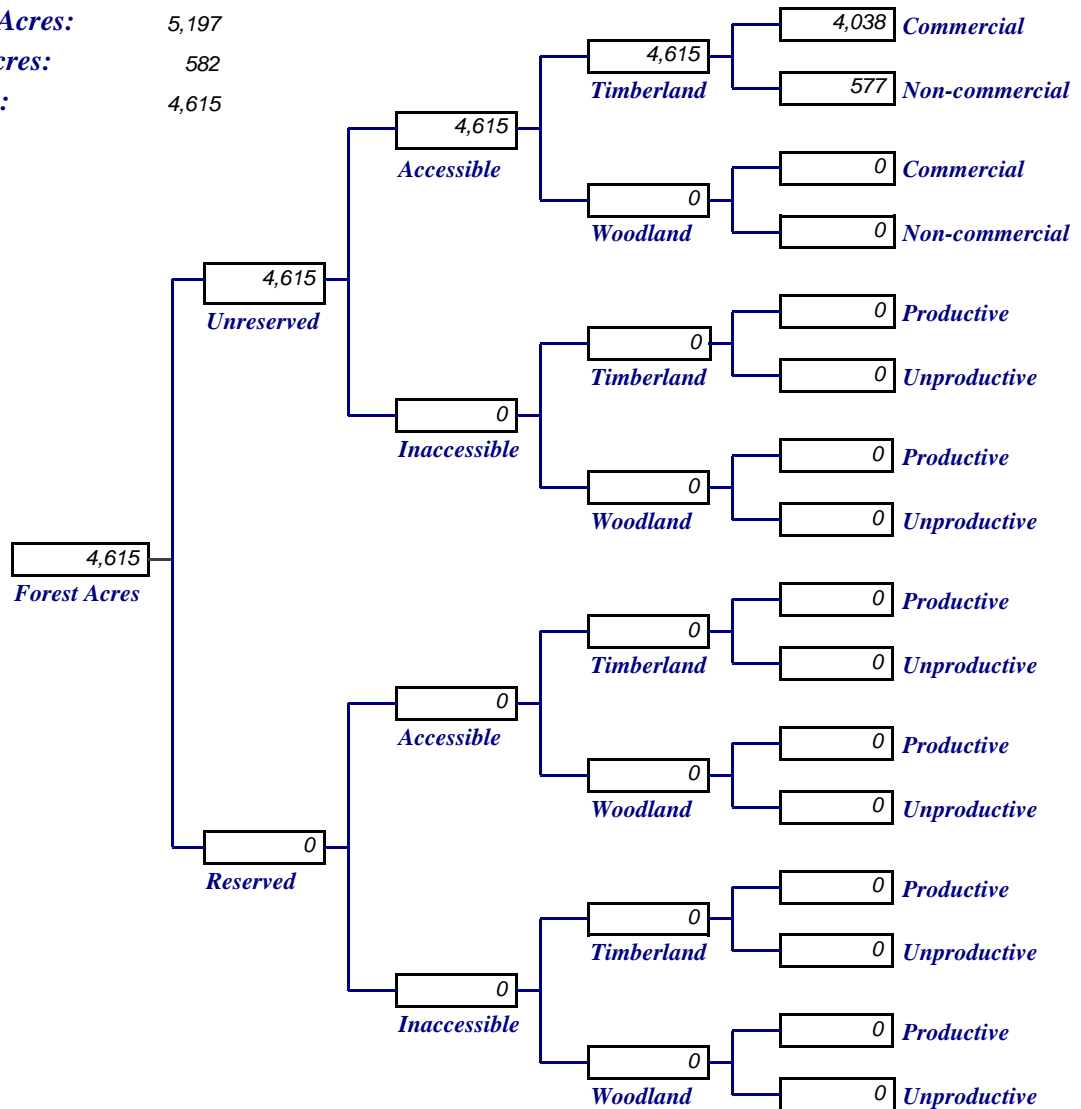 Acres: 5,197
cres: 582
: 4,615
4,038 Commercial
4,615
Timberland
577 Non-commercial
4,615
Accessible
0 Commercial
0
Woodland
0 Non-commercial
4,615
Unreserved
0 Productive
0
Timberland
0 Unproductive
0
Inaccessible
0 Productive
0
Woodland
0 Unproductive
4,615
Forest Acres
0 Productive
0
Timberland
0 Unproductive
0
Accessible
0 Productive
0
Woodland
0 Unproductive
0
Reserved
0 Productive
0
Timberland
0 Unproductive
0
Inaccessible
0 Productive
0
Woodland
0 Unproductive